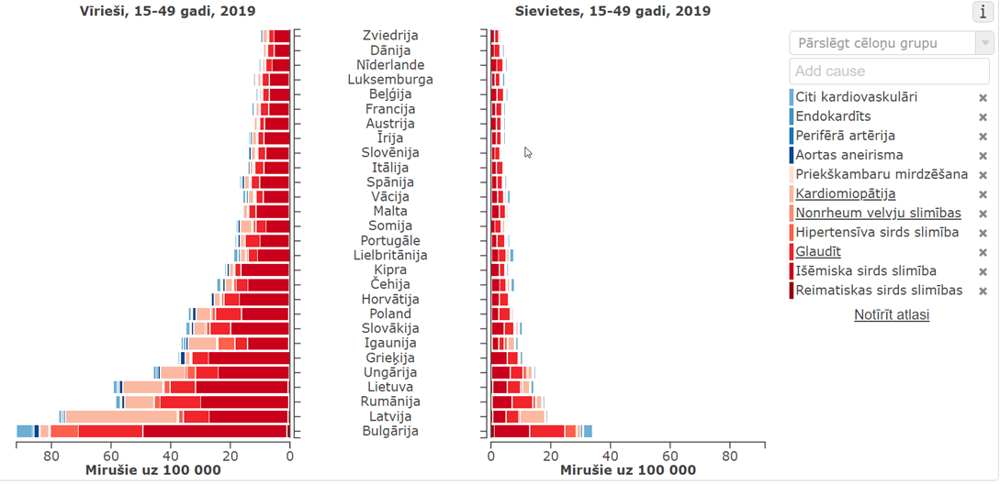 Vīrieši, 15-49 gadi, 2019
Sievietes, 15-49 gadi, 2019
i
Zviedrija
Dānija
Nīderlande
Luksemburga
Beļģija
Francija
Austrija
Īrija
Slovēnija
Itālija
Spānija
Vācija
Malta
Somija
Portugāle
Lielbritānija
Kipra
Čehija
Horvātija
Poland
Slovākija
Igaunija
Grieķija
Ungārija
Lietuva
Rumānija
Latvija
Bulgārija
80 60 40 20 0
Mirušie uz 100 000
0 20 40 60 80
Mirušie uz 100 000
Pārslēgt cēloņu grupu
Add cause
Citi kardiovaskulāri ×
Endokardīts ×
Perifērā artērija ×
Aortas aneirisma ×
Priekškambaru mirdzēšana ×
Kardiomiopātija ×
Nonrheum velvju slimības ×
Hipertensīva sirds slimība ×
Glaudīt ×
Išēmiska sirds slimība ×
Reimatiskas sirds slimības ×
Notīrīt atlasi